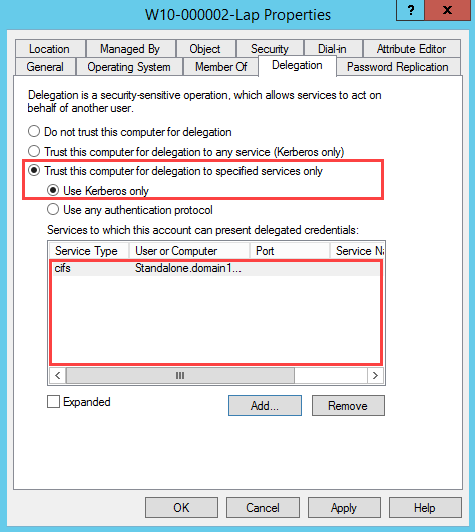 W10-000002-Lap Properties
?
x
Location Managed By Object Security Dial-in Attribute Editor
General Operating System Member Of Delegation Password Replication
Delegation is a security-sensitive operation, which allows services to act on
behalf of another user.
Do not trust this computer for delegation
Trust this computer for delegation to any service (Kerberos only)
Trust this computer for delegation to specified services only
Use Kerberos only
Use any authentication protocol
Services to which this account can present delegated credentials:
Service Type User or Computer Port Service Na
cifs Standalone.domain1...
Expanded Add... Remove
OK Cancel Apply Help